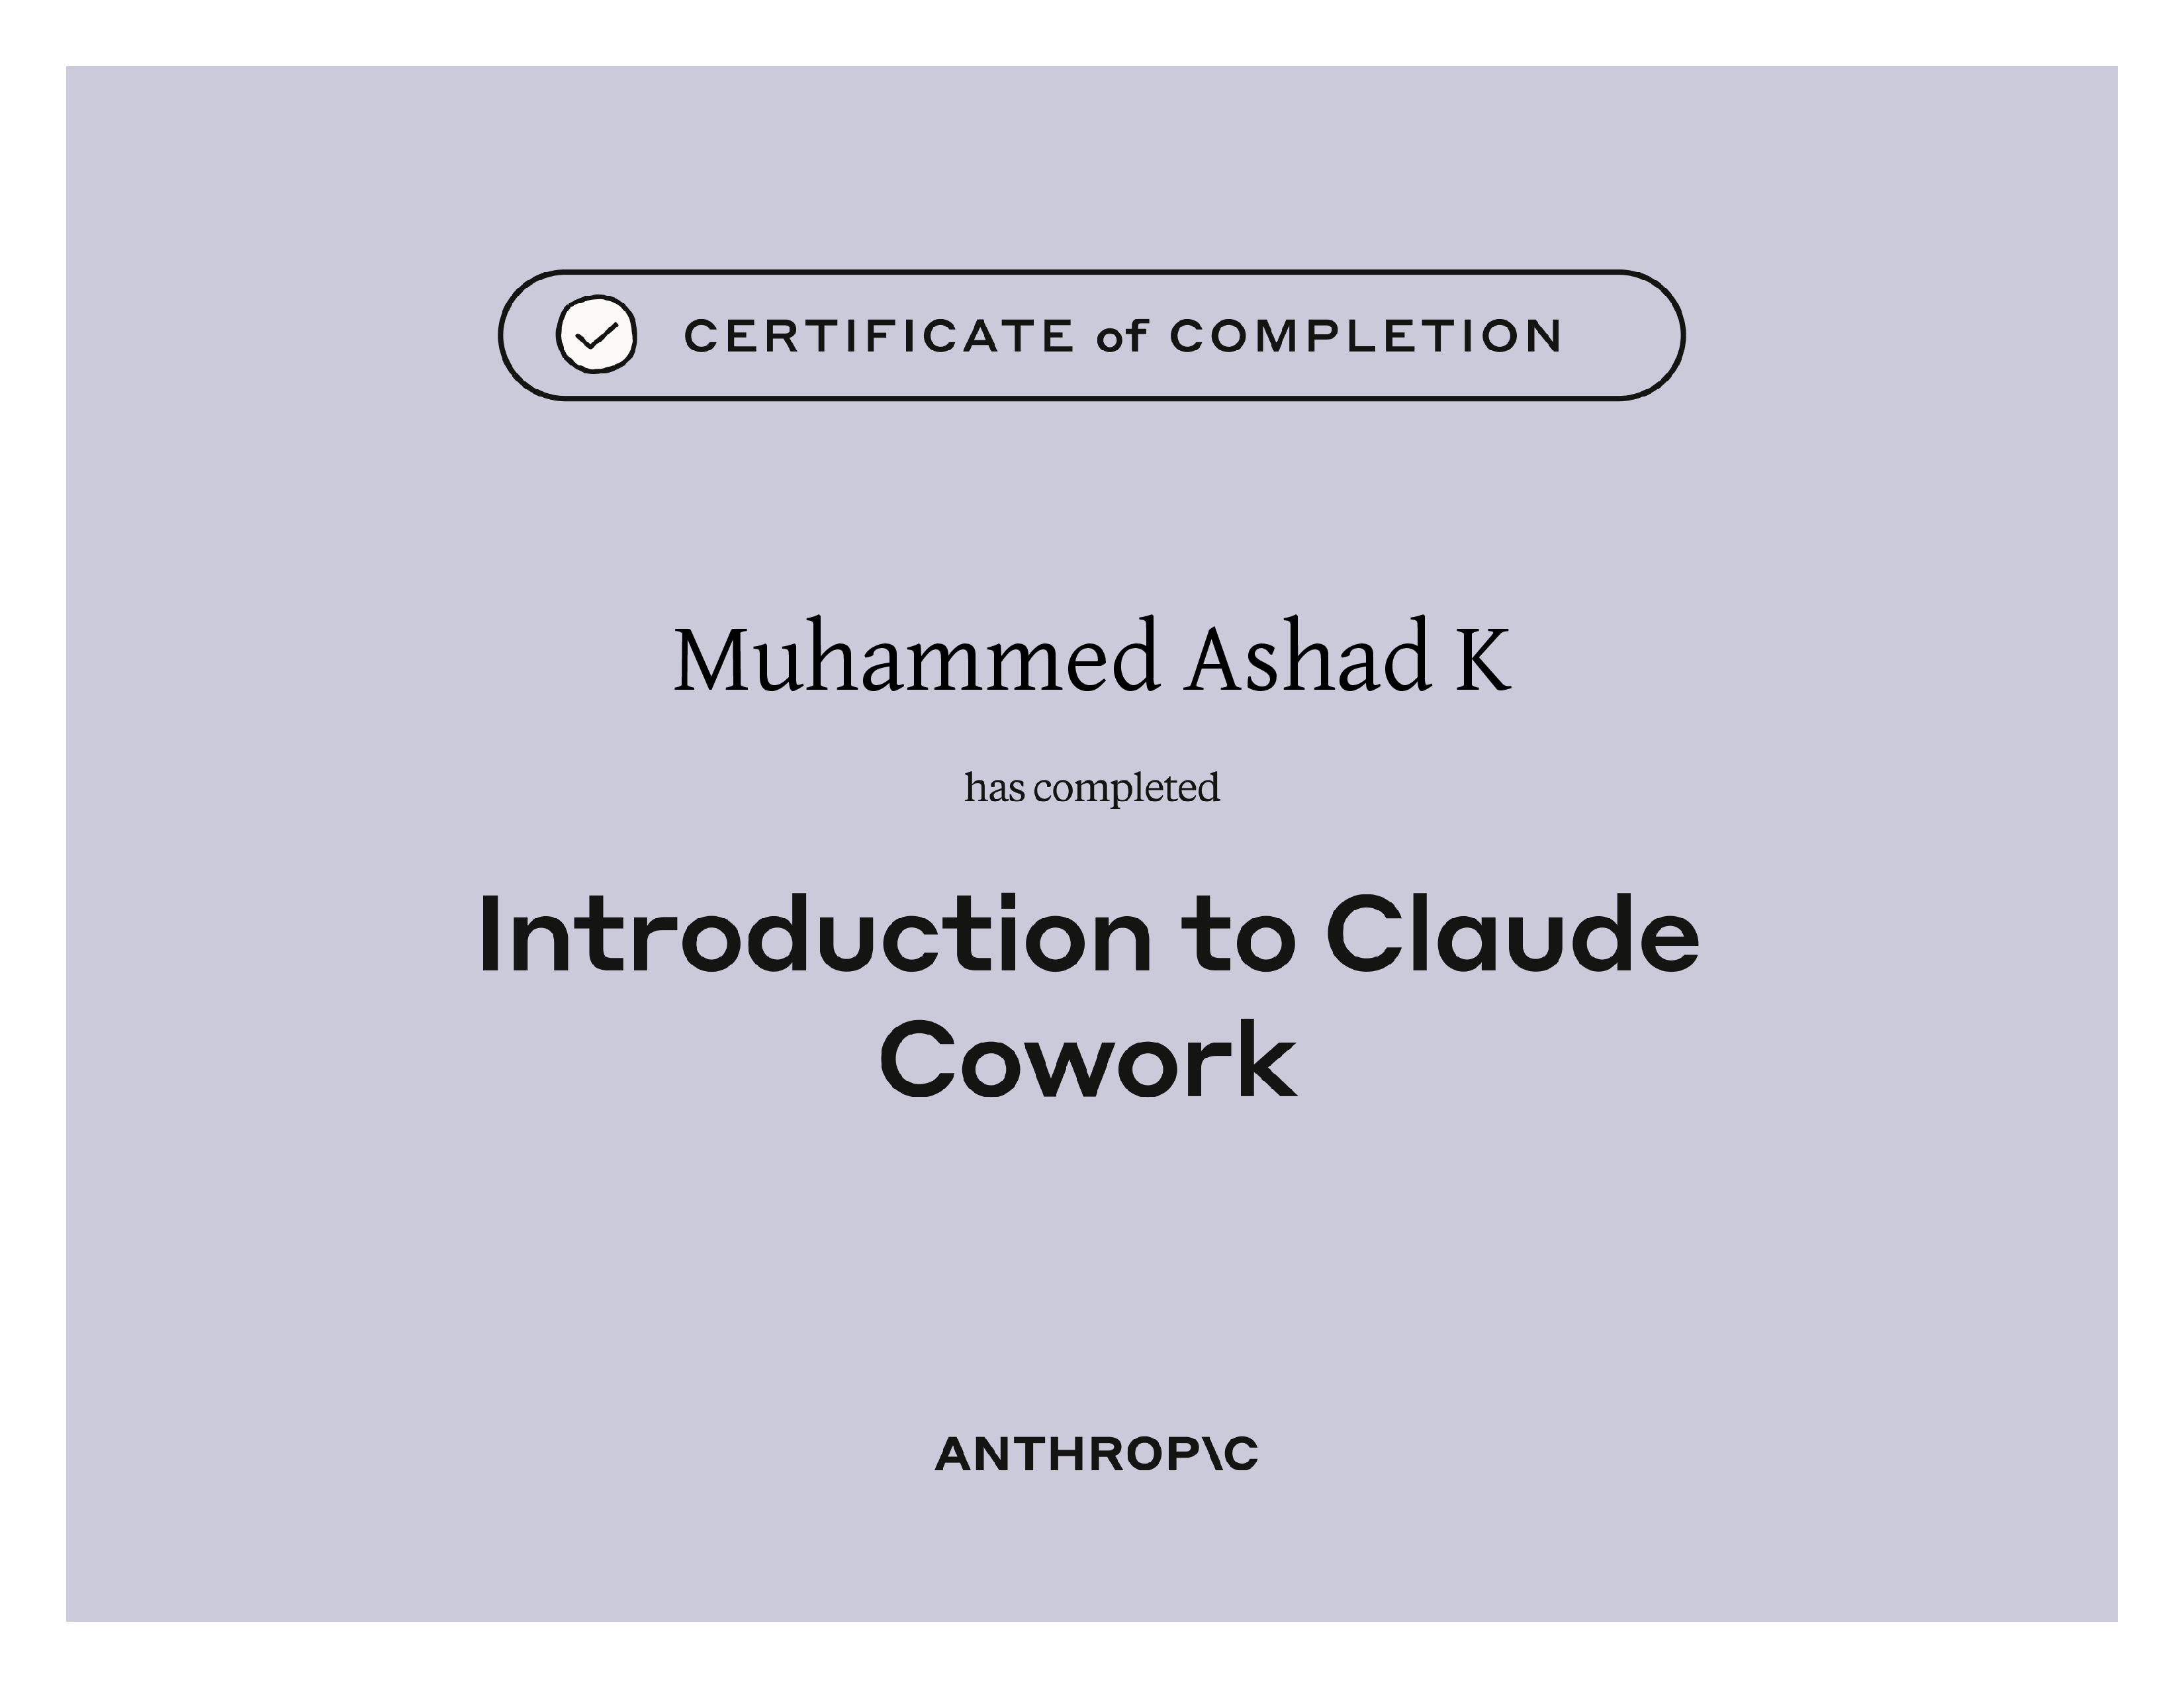 CERTIFICATE of COMPLETION
Muhammed Ashad K
has completed
Introduction to Claude
Cowork
ANTHROP\C